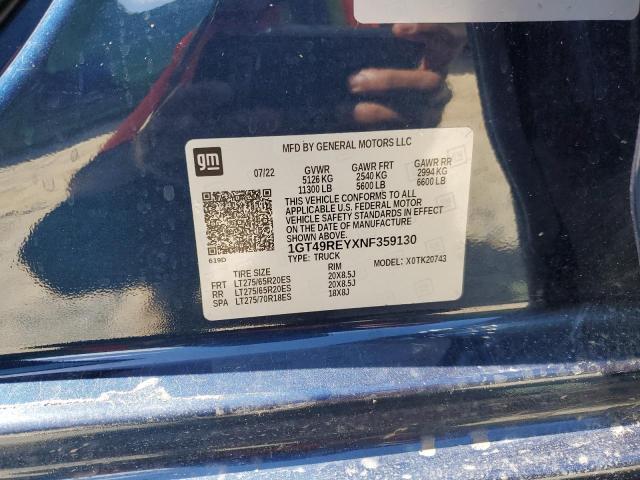 gm
MFD BY GENERAL MOTORS LLC
07/22 GVWR GAWR FRT GAWR RR
5126 KG 2540 KG 2994 KG
11300 LB 5600 LB 6600 LB
THIS VEHICLE CONFORMS TO ALL
APPLICABLE U.S. FEDERAL MOTOR
VEHICLE SAFETY STANDARDS IN EFFECT
ON THE DATE OF MANUFACTURE SHOWN
ABOVE.
1GT49REYXNF359130
619D TYPE: TRUCK MODEL: X0TK20743
TIRE SIZE RIM
FRT LT275/65R20ES 20X8.5J
RR LT275/65R20ES 20X8.5J
SPA LT275/70R18ES 18X8J